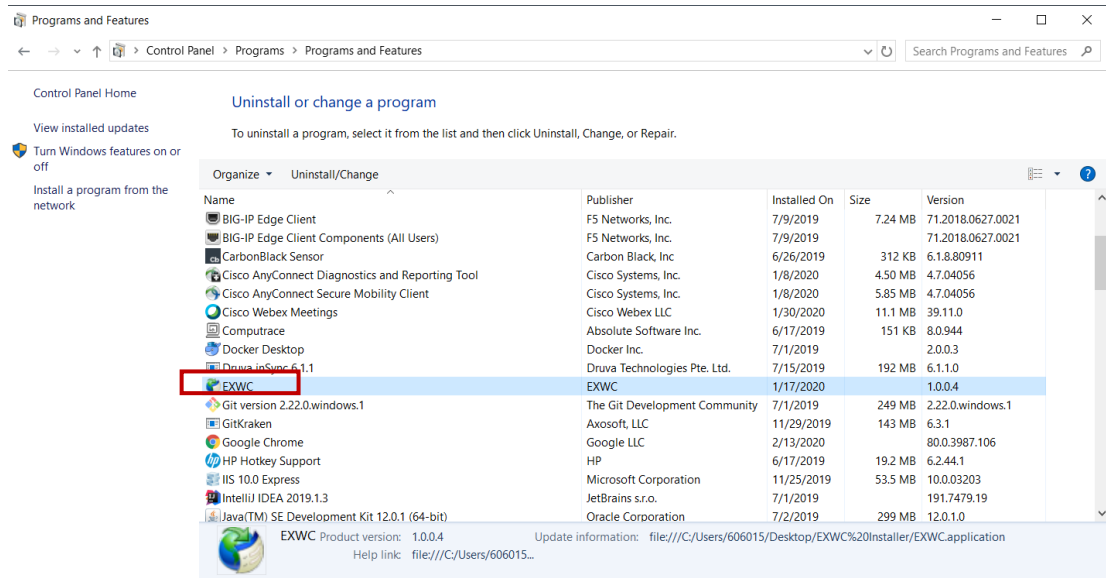 Programs and Features
Control Panel > Programs > Programs and Features
Search Programs and Features
Control Panel Home
View installed updates
Turn Windows features on or off
Install a program from the network
Uninstall or change a program
To uninstall a program, select it from the list and then click Uninstall, Change, or Repair.
Organize Uninstall/Change
Name Publisher Installed On Size Version
BIG-IP Edge Client F5 Networks, Inc. 7/9/2019 7.24 MB 71.2018.0627.0021
BIG-IP Edge Client Components (All Users) F5 Networks, Inc. 7/9/2019 71.2018.0627.0021
CarbonBlack Sensor Carbon Black, Inc 6/26/2019 312 KB 6.1.8.80911
Cisco AnyConnect Diagnostics and Reporting Tool Cisco Systems, Inc. 1/8/2020 4.50 MB 4.7.04056
Cisco AnyConnect Secure Mobility Client Cisco Systems, Inc. 1/8/2020 5.85 MB 4.7.04056
Cisco Webex Meetings Cisco Webex LLC 1/30/2020 11.1 MB 39.11.0
Computrace Absolute Software Inc. 6/17/2019 151 KB 8.0.944
Docker Desktop Docker Inc. 7/1/2019 2.0.0.3
Druva inSync 6.1.1 Druva Technologies Pte. Ltd. 7/15/2019 192 MB 6.1.1.0
EXWC EXWC 1/17/2020 1.0.0.4
Git version 2.22.0.windows.1 The Git Development Community 7/1/2019 249 MB 2.22.0.windows.1
GitKraken Axosoft, LLC 11/29/2019 143 MB 6.3.1
Google Chrome Google LLC 2/13/2020 80.0.3987.106
HP Hotkey Support HP 6/17/2019 19.2 MB 6.2.44.1
IIS 10.0 Express Microsoft Corporation 11/25/2019 53.5 MB 10.0.03203
IntelliJ IDEA 2019.1.3 JetBrains s.r.o. 7/1/2019 191.7479.19
Java(TM) SE Development Kit 12.0.1 (64-bit) Oracle Corporation 7/2/2019 299 MB 12.0.1.0
EXWC Product version: 1.0.0.4 Update information: file:///C:/Users/606015/Desktop/EXWC%20Installer/EXWC.application
Help link: file:///C:/Users/606015...